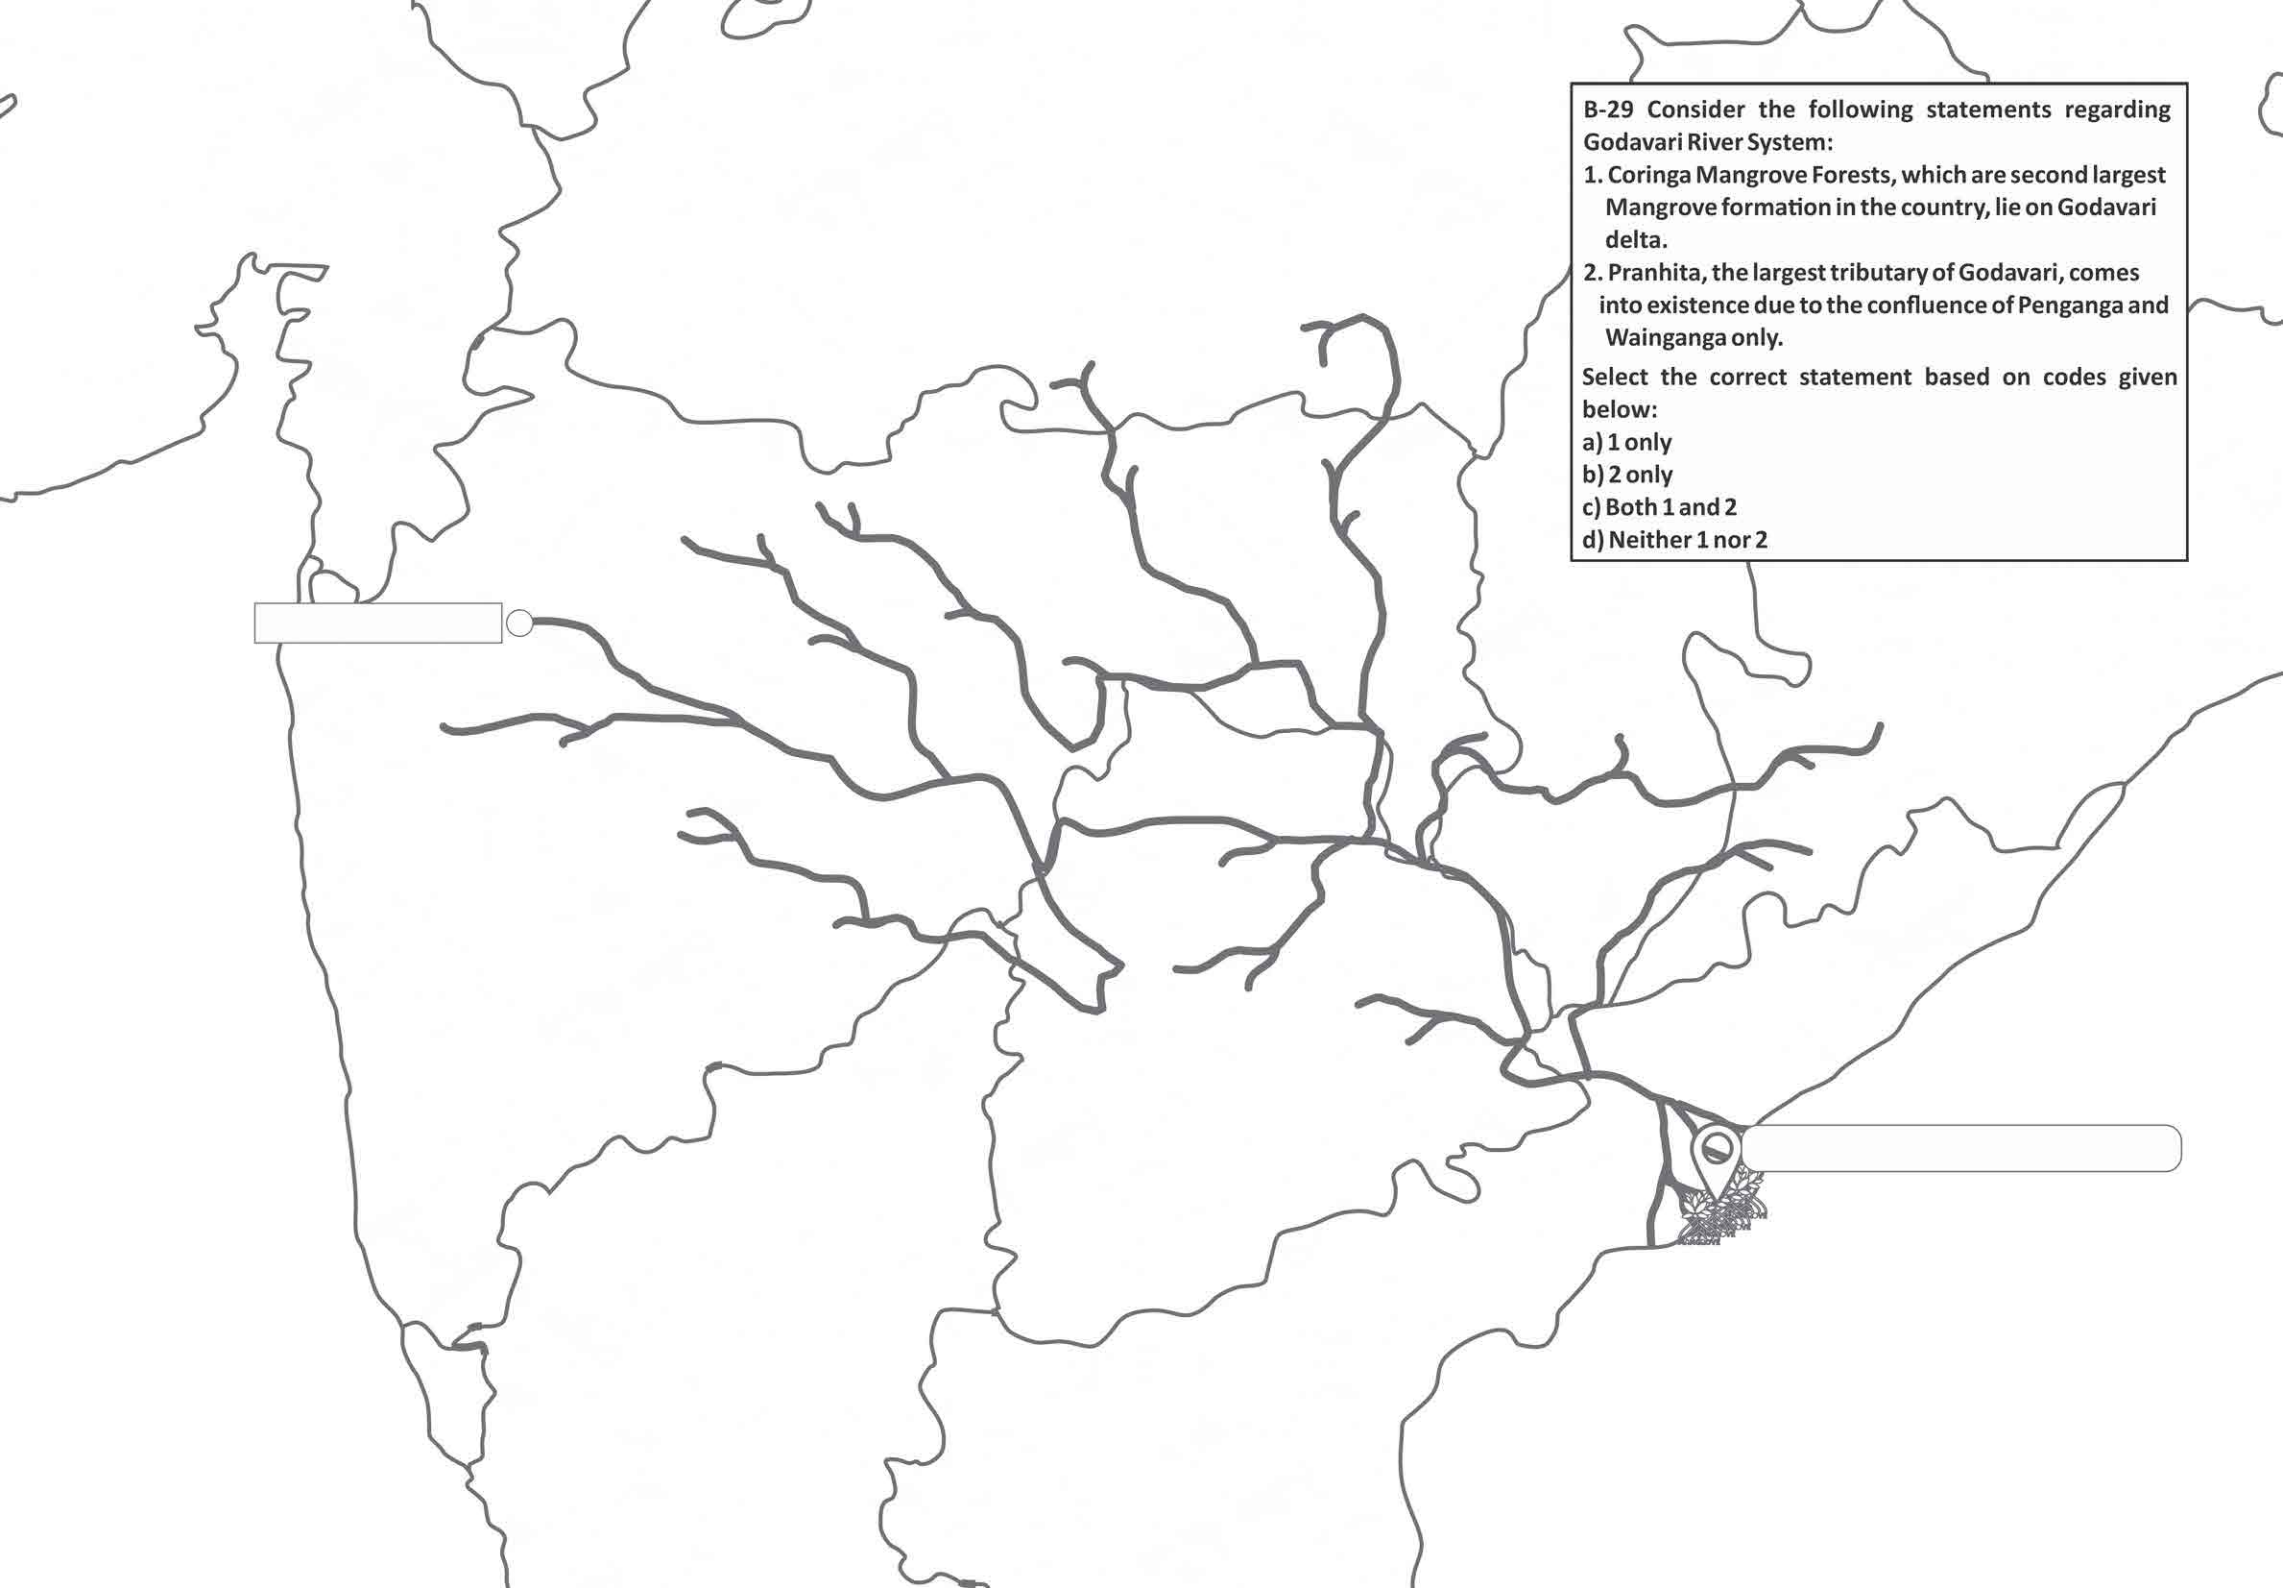 B-29 Consider the following statements regarding
Godavari River System:
1. Coringa Mangrove Forests, which are second largest
Mangrove formation in the country, lie on Godavari
delta.
2. Pranhita, the largest tributary of Godavari, comes
into existence due to the confluence of Penganga and
Wainganga only.
Select the correct statement based on codes given
below:
a) 1 only
b) 2 only
c) Both 1 and 2
d) Neither 1 nor 2